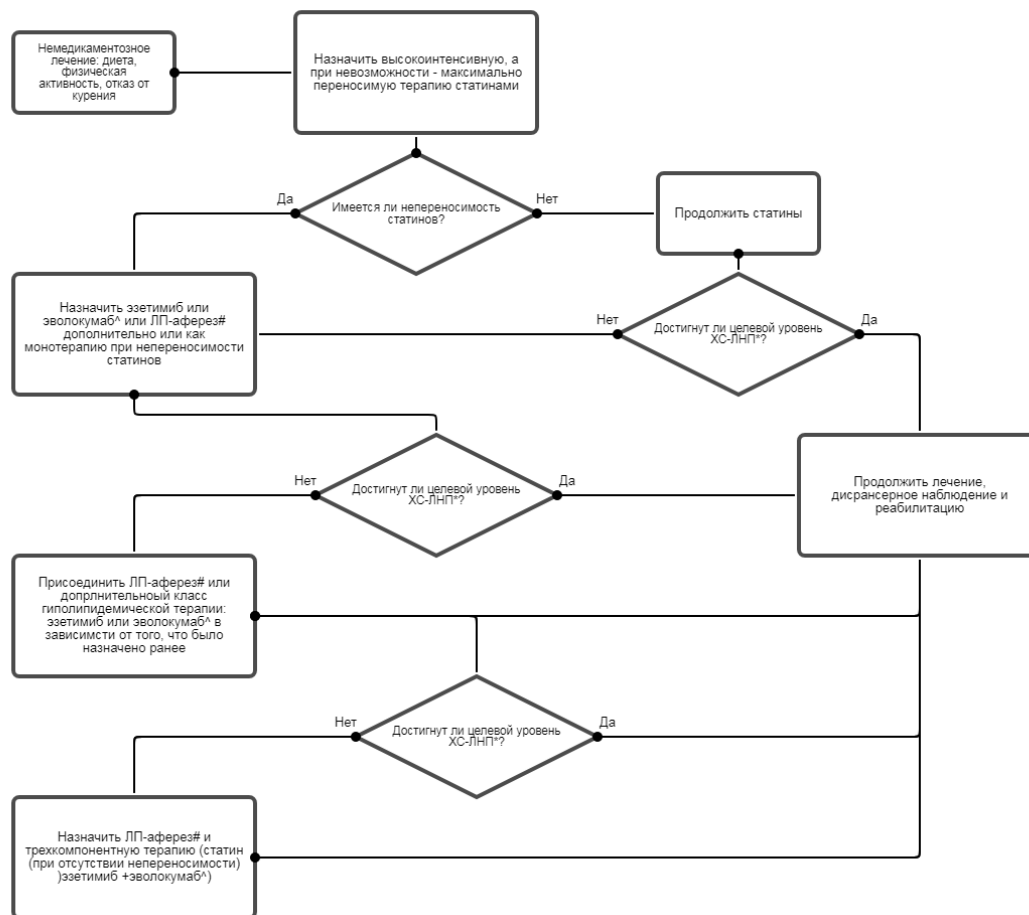 Немедикаментозное
лечение: диета,
физическая
активность, отказ от
курения
Назначить высокоинтенсивную, а
при невозможности - максимально
переносимую терапию статинами
Да
Имеется ли непереносимость
статинов?
Нет
Продолжить статины
Назначить эзетимиб или
эволокумаб^ или ЛП-аферез#
дополнительно или как
монотерапию при непереносимости
статинов
Нет
Достигнут ли целевой уровень
ХС-ЛНП*?
Да
Нет
Достигнут ли целевой уровень
ХС-ЛНП*?
Да
Продолжить лечение,
дисрансерное наблюдение и
реабилитацию
Присоединить ЛП-аферез# или
допрлнительноый класс
гиполипидемической терапии:
эзетимиб или эволокумаб^ в
зависимсти от того, что было
назначено ранее
Нет
Достигнут ли целевой уровень
ХС-ЛНП*?
Да
Назначить ЛП-аферез# и
трехкомпонентную терапию (статин
(при отсутствии непереносимости)
)эзетимиб +эволокумаб^)